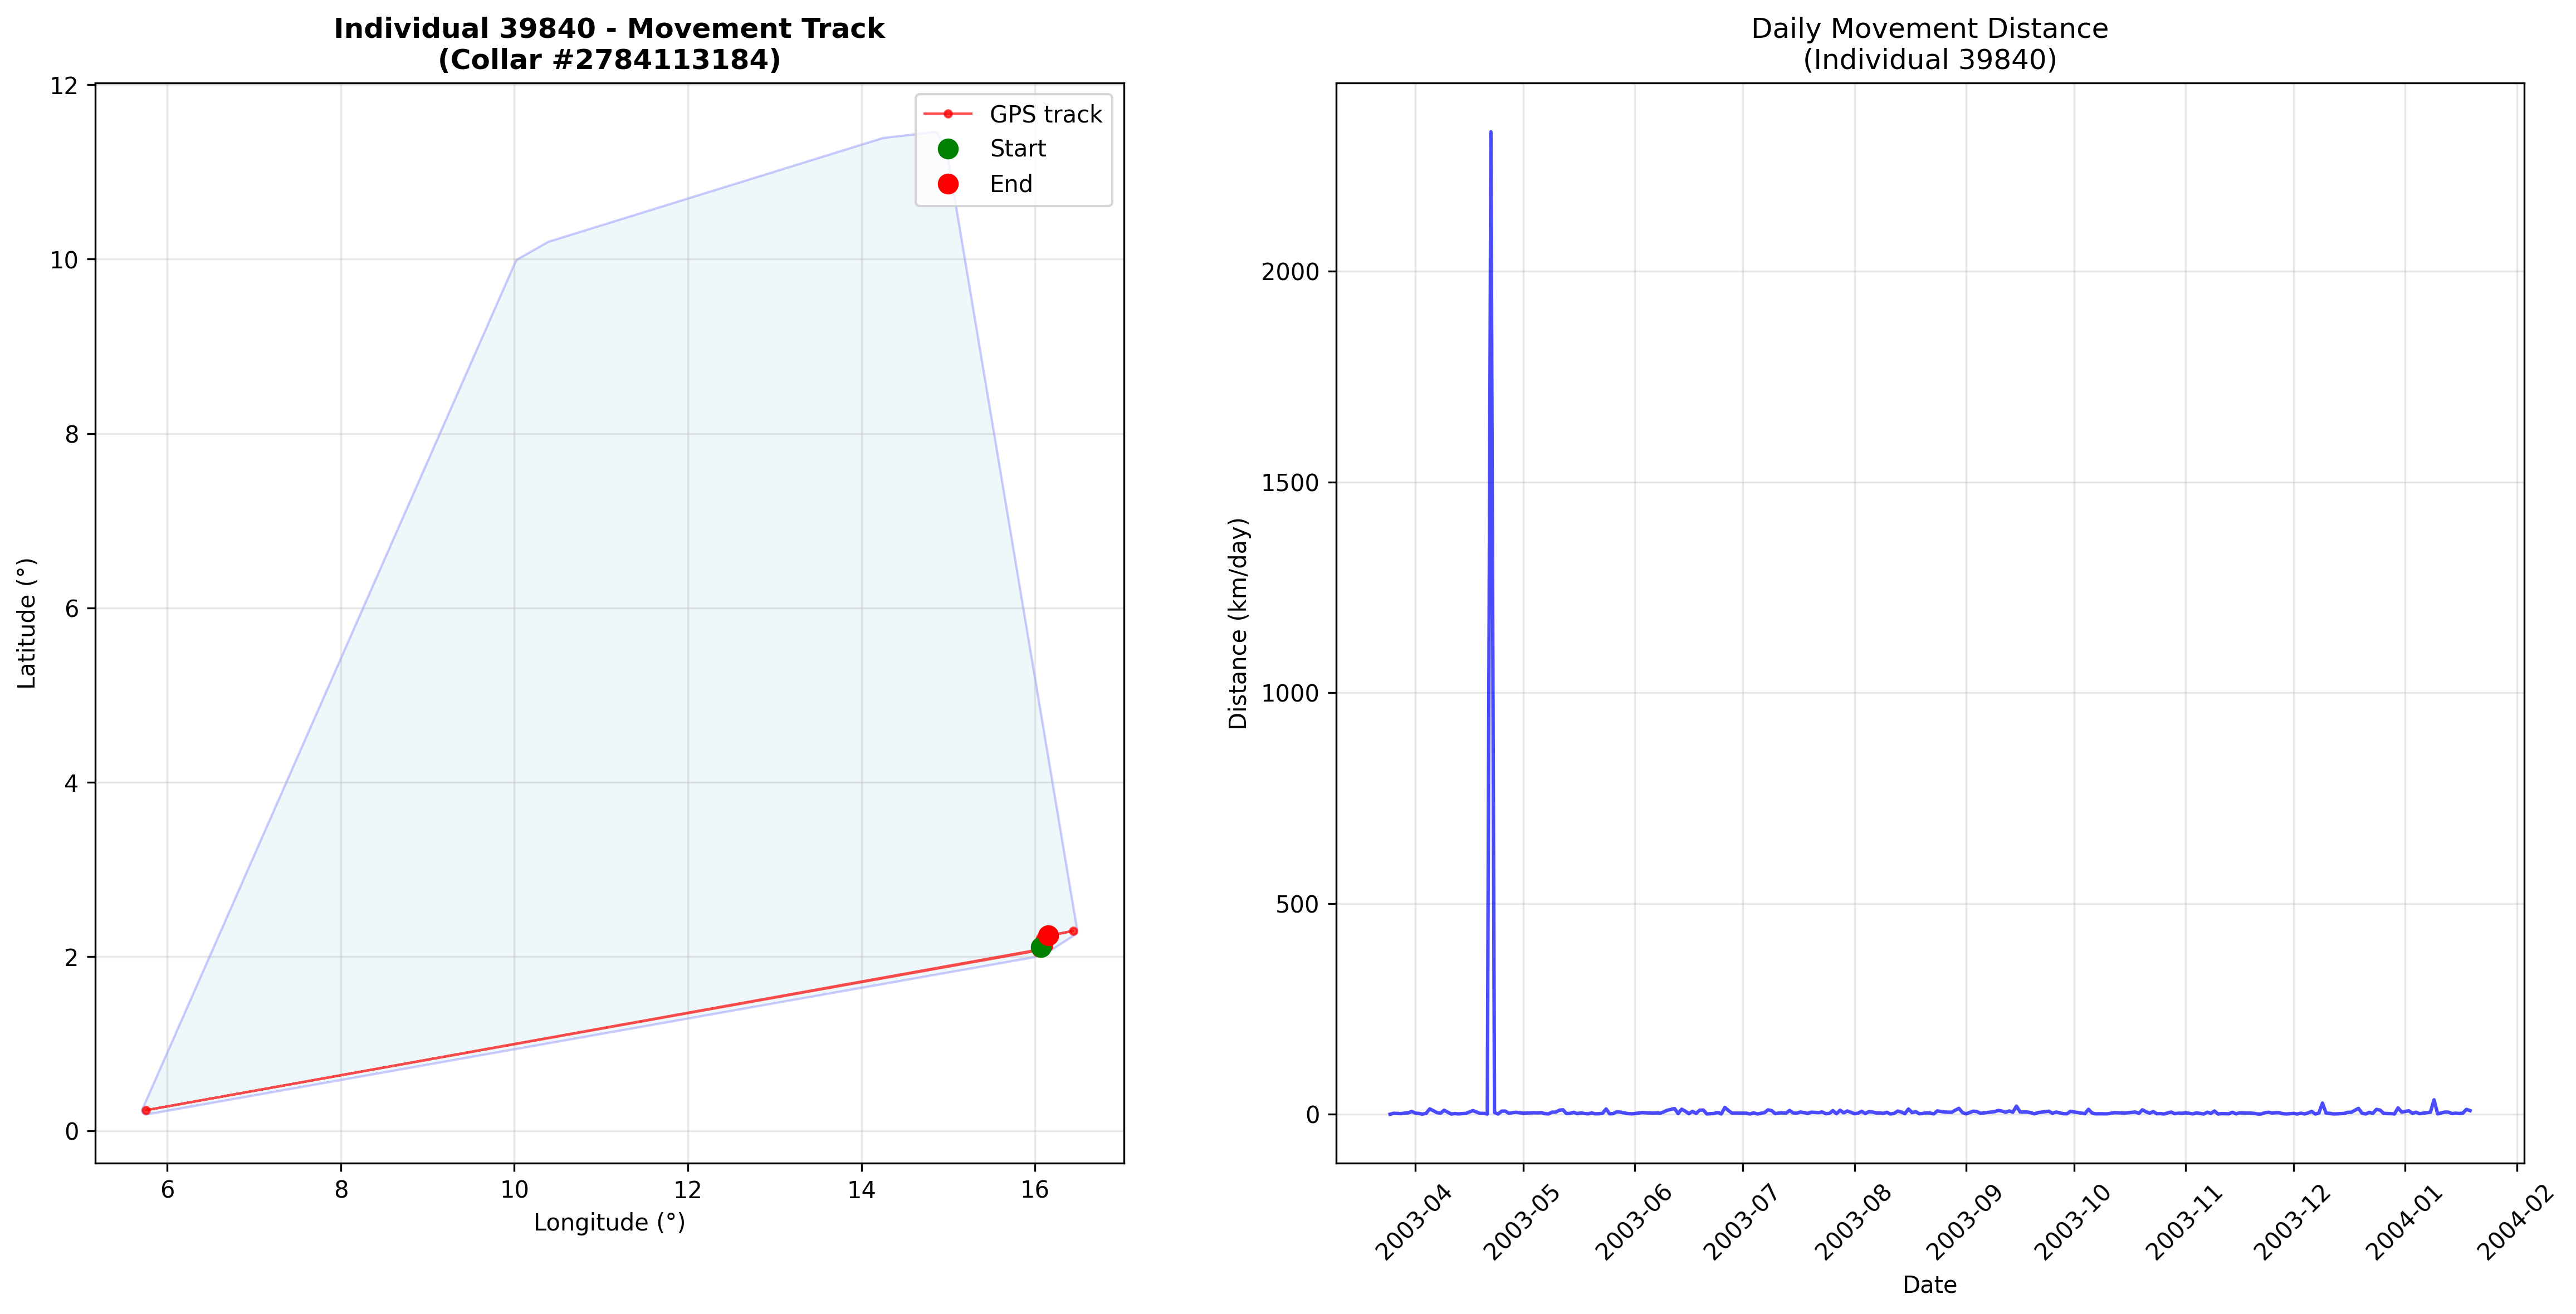 Individual 39840 - Movement Track
(Collar #2784113184)
12
10
8
6
4
2
0
Latitude (°)
GPS track
Start
End
6
8
10
12
14
16
Longitude (°)
Daily Movement Distance
(Individual 39840)
2000
1500
1000
500
0
Distance (km/day)
2003-04
2003-05
2003-06
2003-07
2003-08
2003-09
2003-10
2003-11
2003-12
2004-01
2004-02
Date